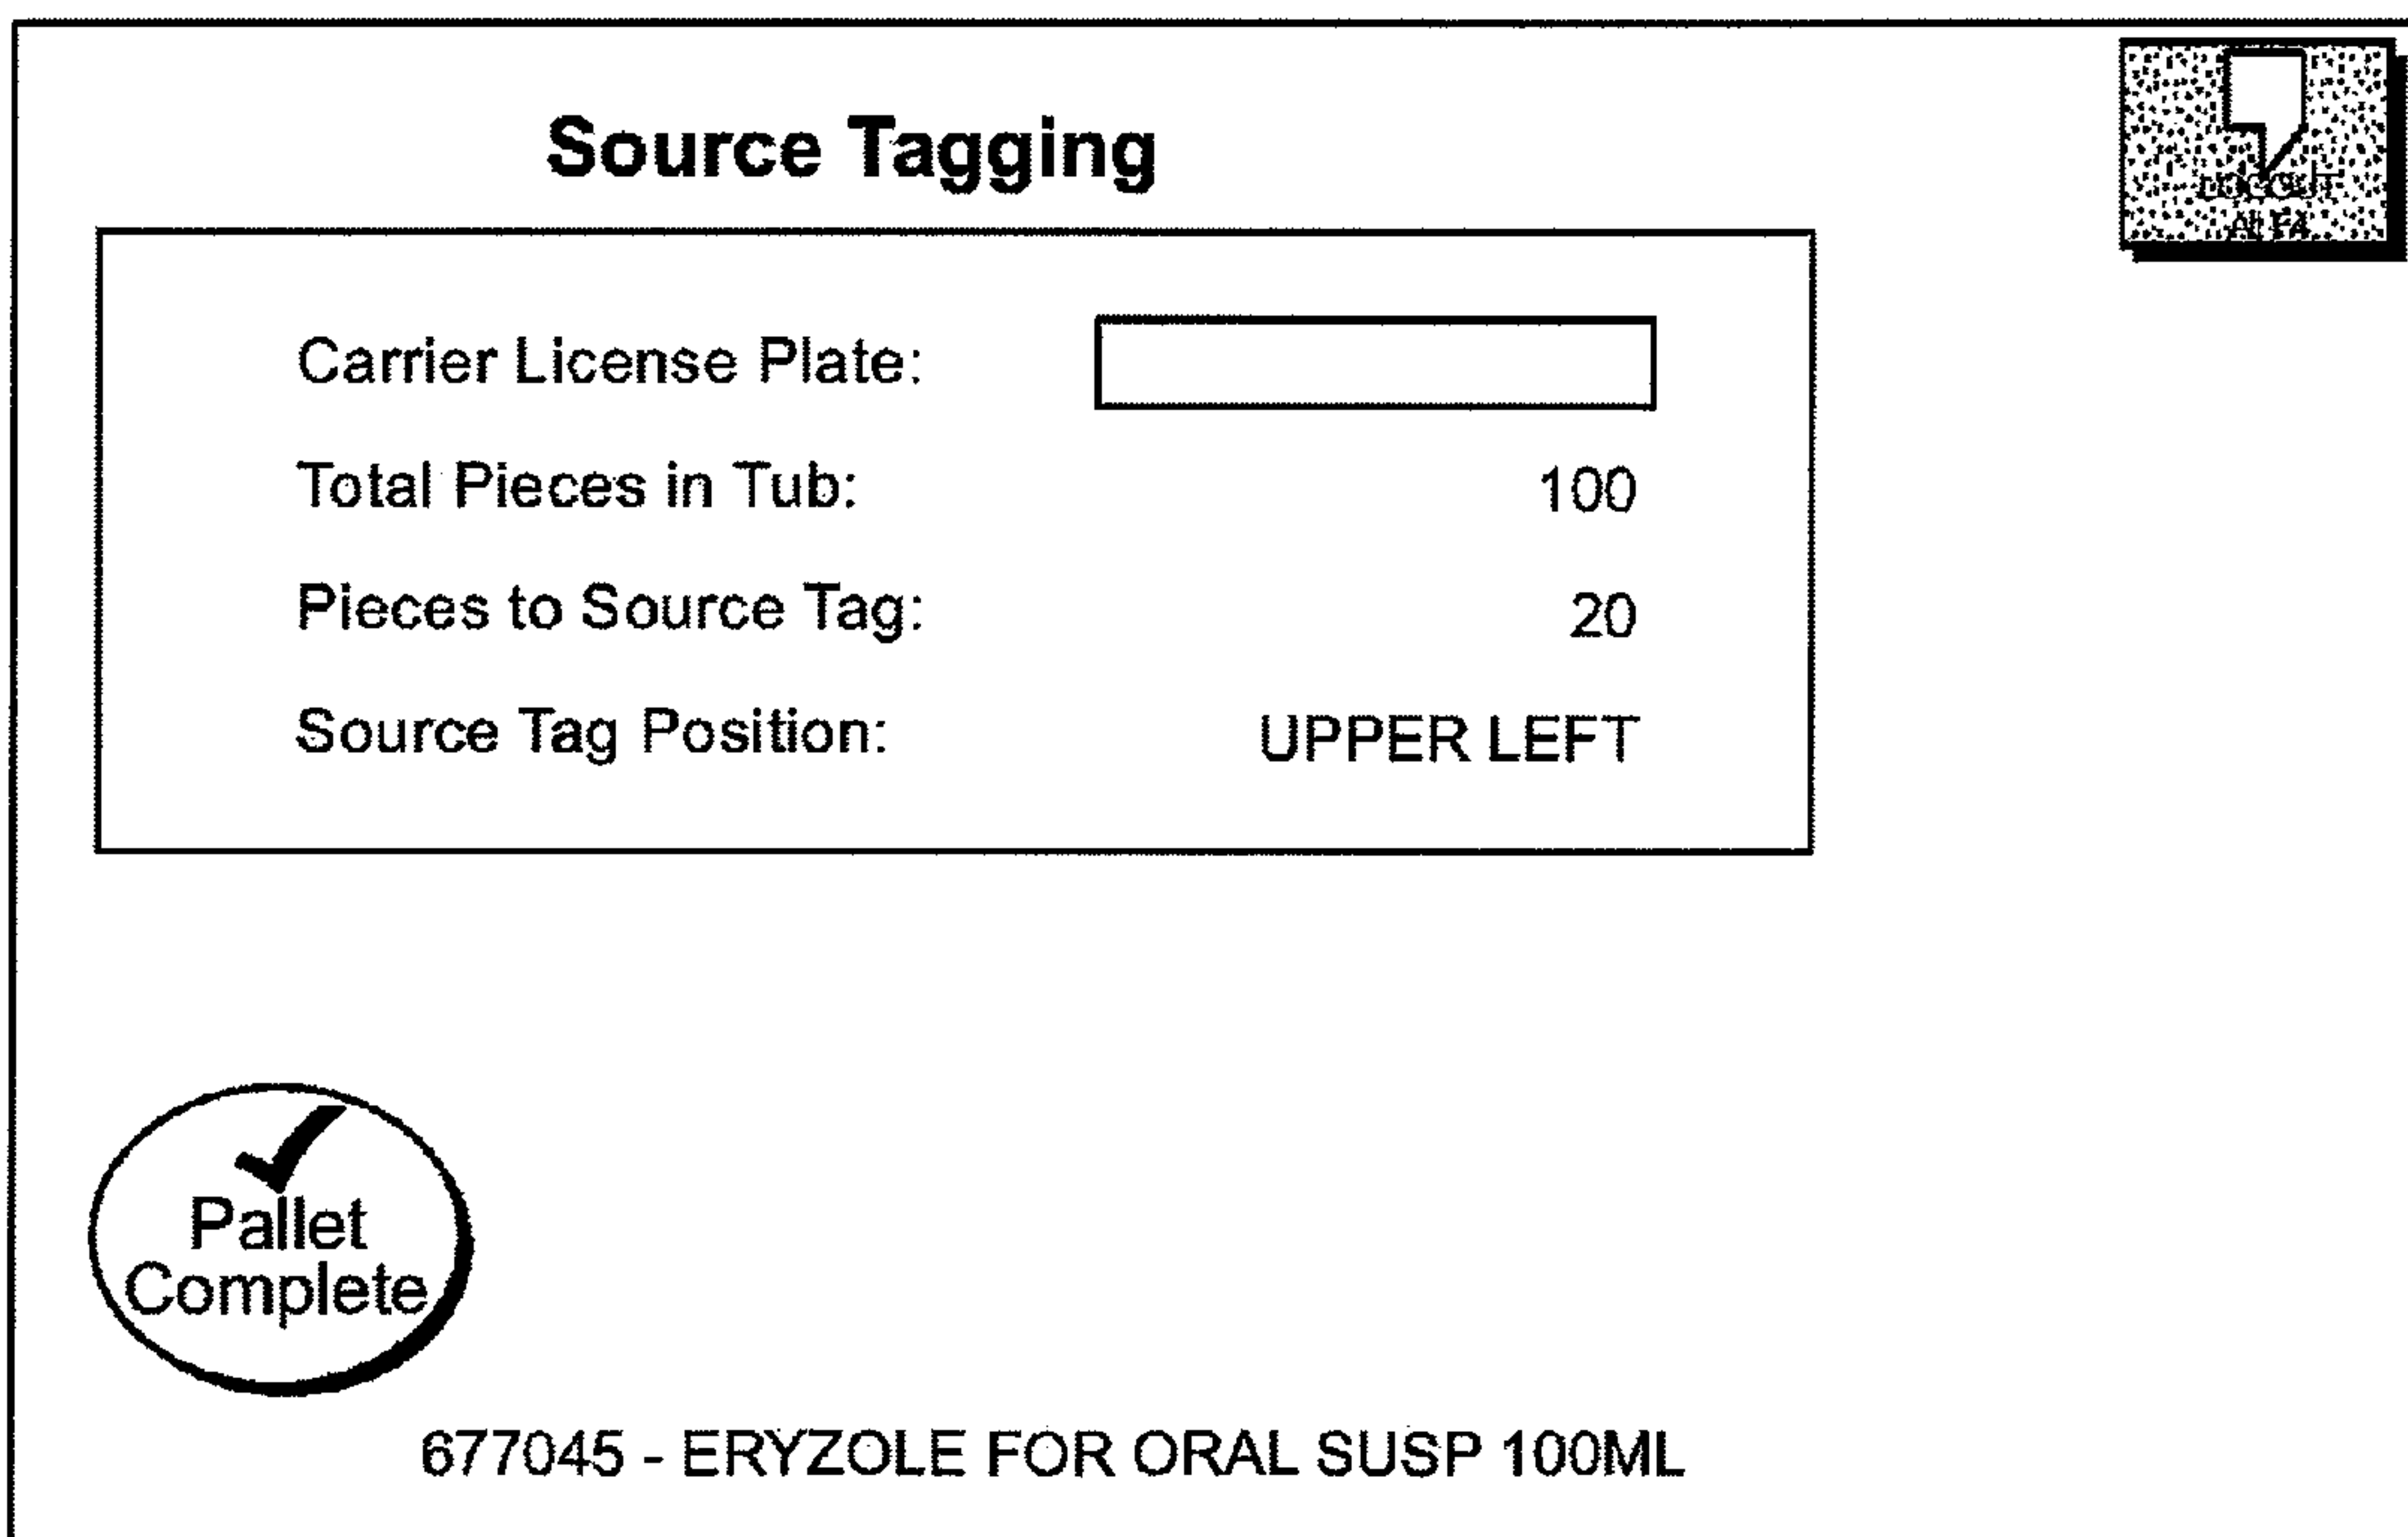 Source Tagging
Carrier License Plate:
Total Pieces in Tub: 100
Pieces to Source Tag: 20
Source Tag Position: UPPER LEFT
Pallet
Complete
677045 - ERYZOLE FOR ORAL SUSP 100ML